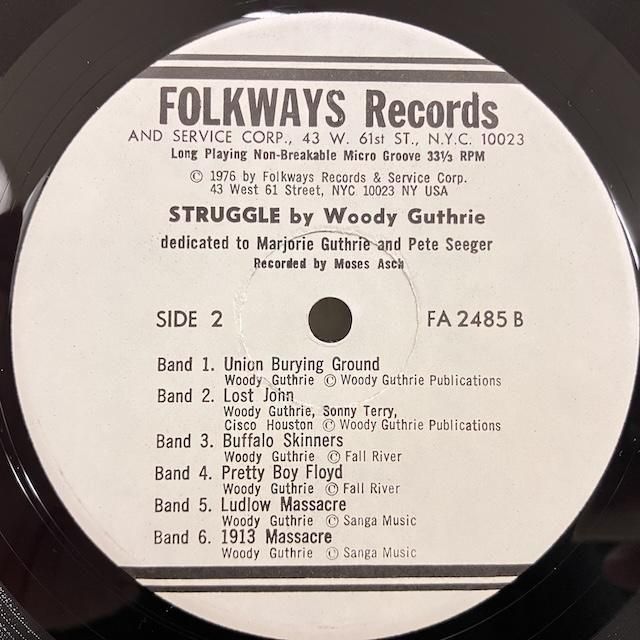 FOLKWAYS Records
AND SERVICE CORP., 43 W. 61st ST., N.Y.C. 10023
Long Playing Non-Breakable Micro Groove 33⅓ RPM
© 1976 by Folkways Records & Service Corp.
43 West 61 Street, NYC 10023 NY USA
STRUGGLE by Woody Guthrie
dedicated to Marjorie Guthrie and Pete Seeger
Recorded by Moses Asch
SIDE 2 FA 2485 B
Band 1. Union Burying Ground
Woody Guthrie © Woody Guthrie Publications
Band 2. Lost John
Woody Guthrie, Sonny Terry,
Cisco Houston © Woody Guthrie Publications
Band 3. Buffalo Skinners
Woody Guthrie © Fall River
Band 4. Pretty Boy Floyd
Woody Guthrie © Fall River
Band 5. Ludlow Massacre
Woody Guthrie © Sanga Music
Band 6. 1913 Massacre
Woody Guthrie © Sanga Music